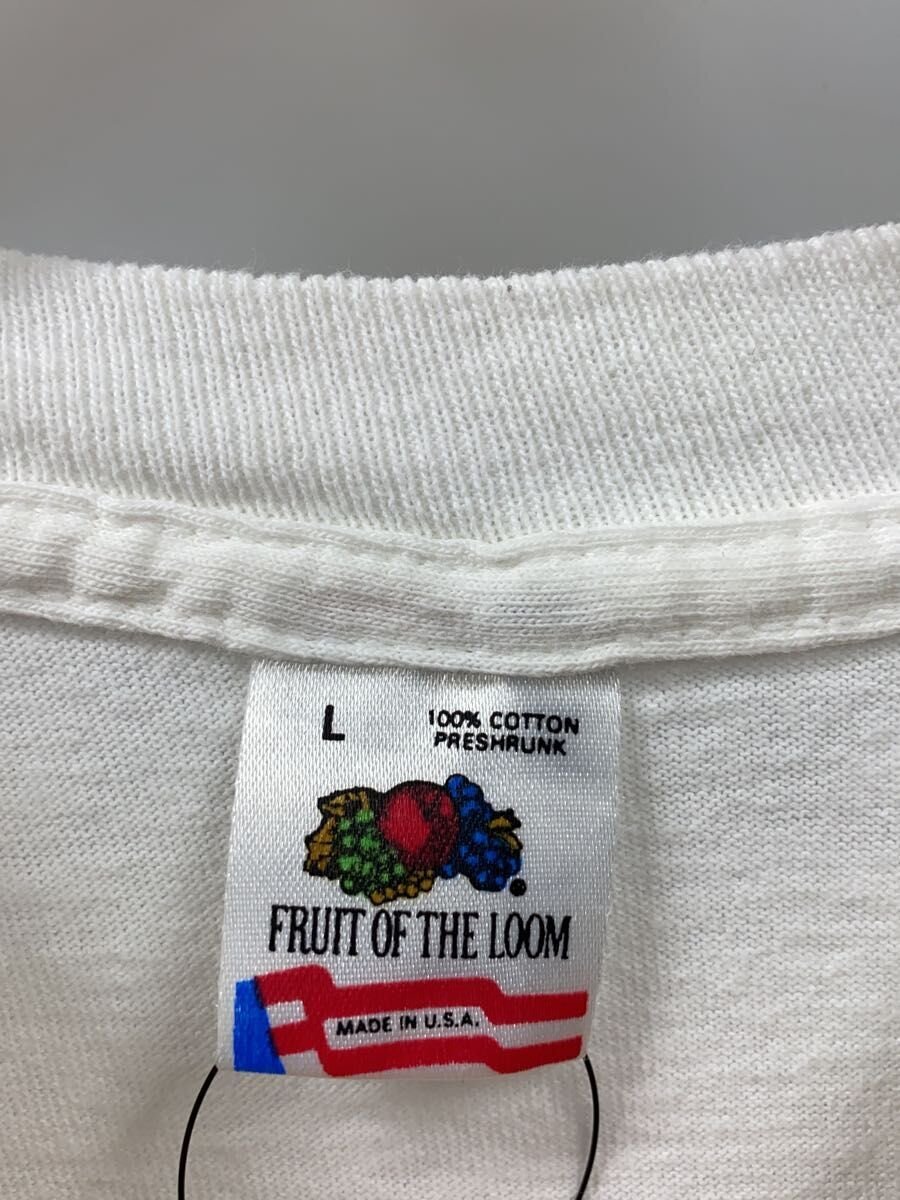 L
100% COTTON
PRESHRUNK
FRUIT OF THE LOOM
MADE IN U.S.A.